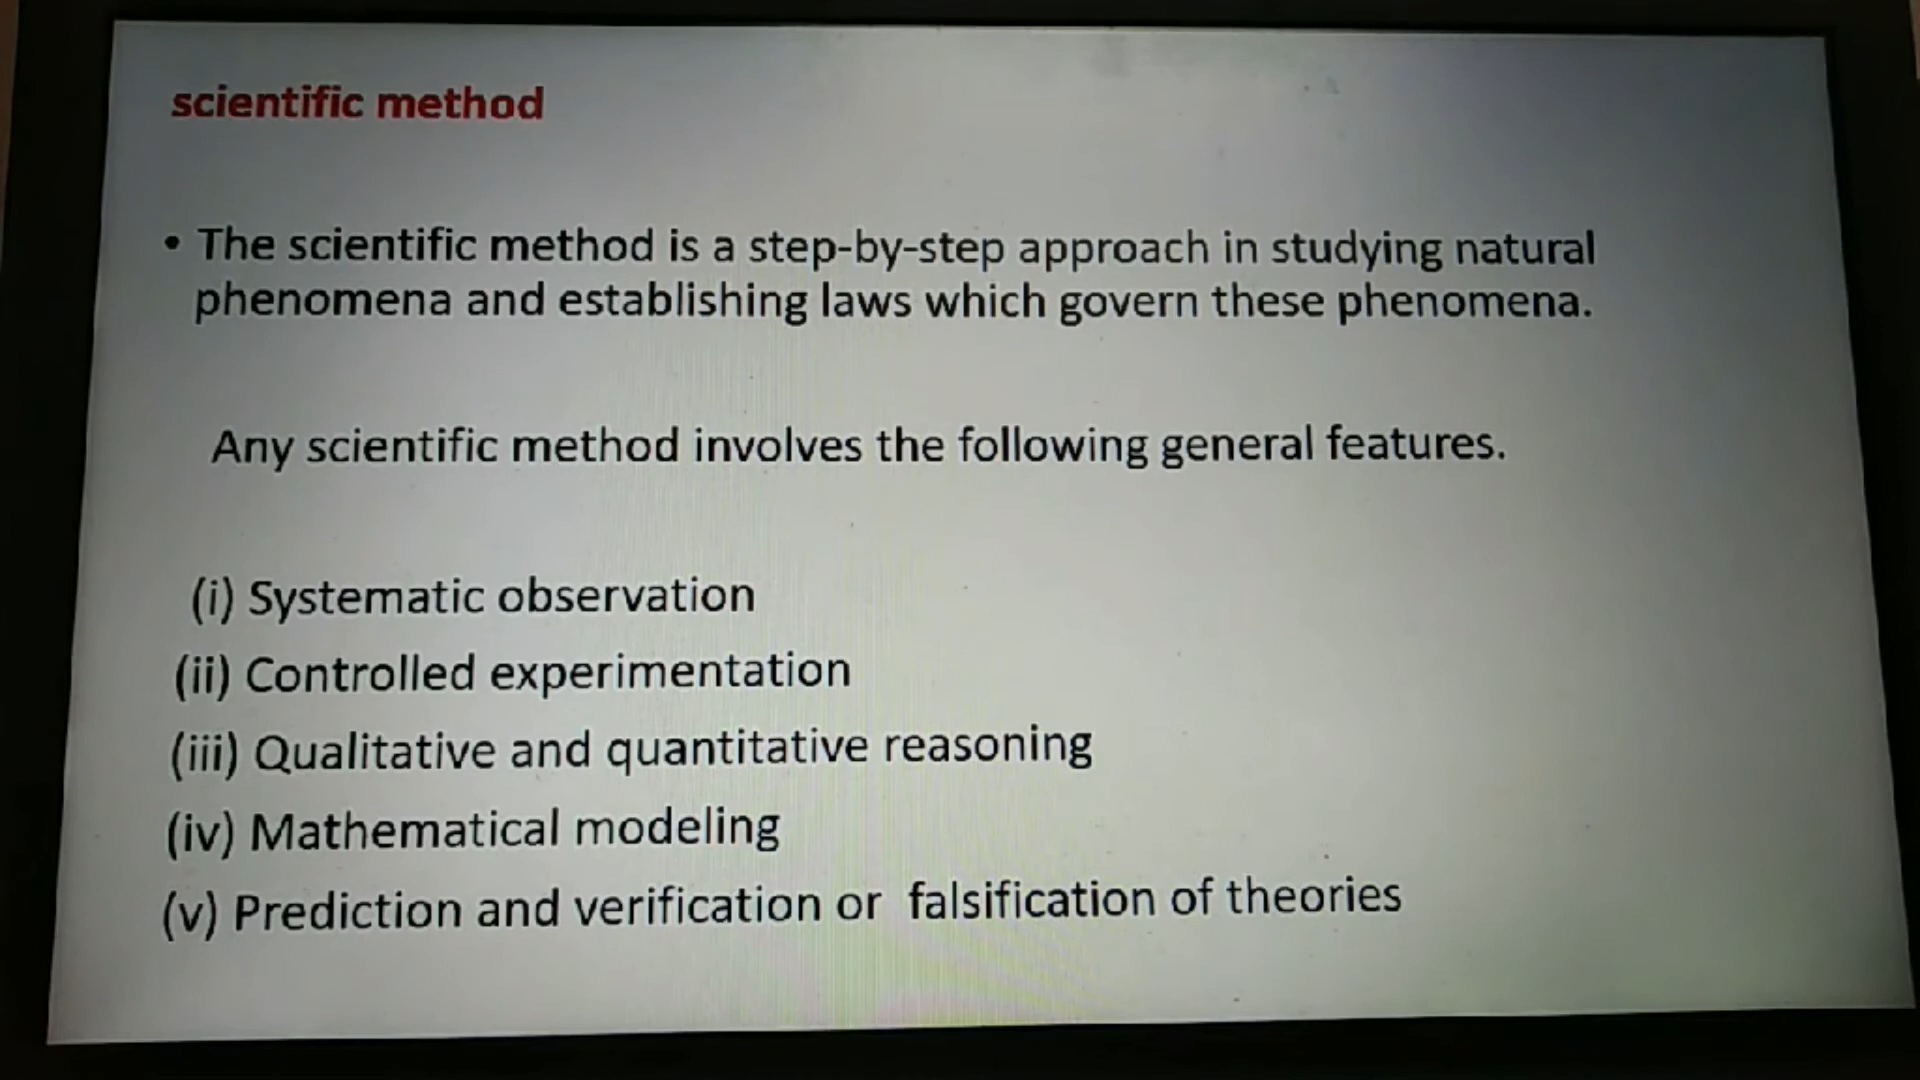 scientific method
• The scientific method is a step-by-step approach in studying natural
phenomena and establishing laws which govern these phenomena.
Any scientific method involves the following general features.
(i) Systematic observation
(ii) Controlled experimentation
(iii) Qualitative and quantitative reasoning
(iv) Mathematical modeling
(v) Prediction and verification or falsification of theories